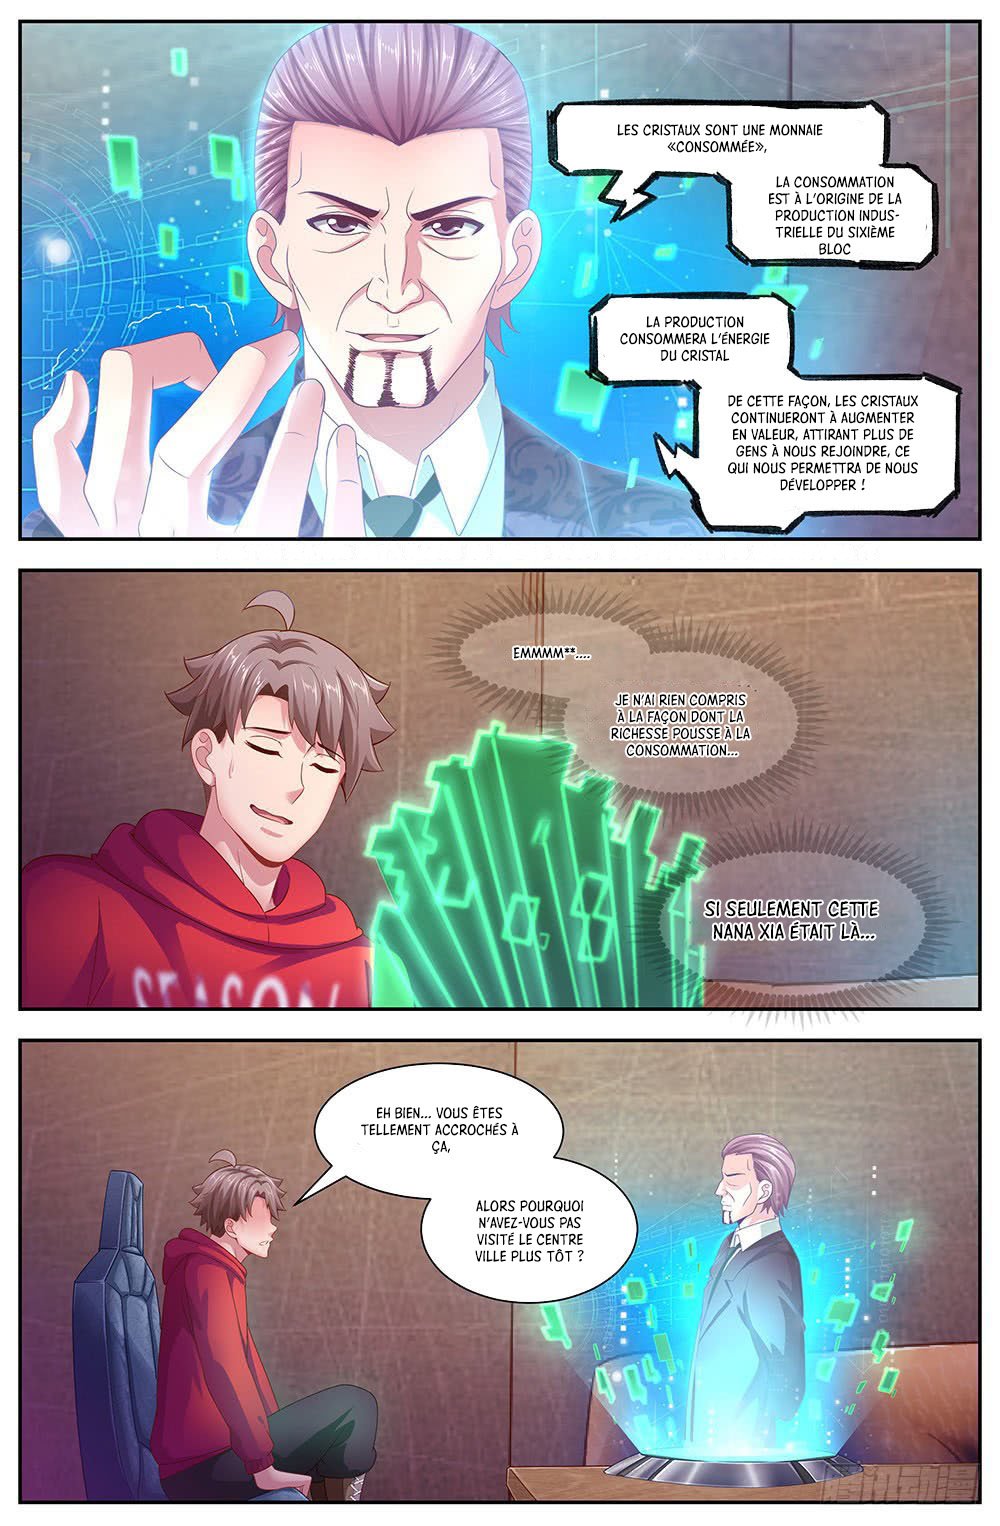 LES CRISTAUX SONT UNE MONNAIE
«CONSOMMÉE»,
LA CONSOMMATION
EST À L'ORIGINE DE LA
PRODUCTION INDUS-
TRIELLE DU SIXIÈME
BLOC
LA PRODUCTION
CONSOMMERA L'ÉNERGIE
DU CRISTAL
DE CETTE FAÇON, LES CRISTAUX
CONTINUERONT À AUGMENTER
EN VALEUR, ATTIRANT PLUS DE
GENS À NOUS REJOINDRE, CE
QUI NOUS PERMETTRA DE NOUS
DÉVELOPPER !
EMMMM**....
JE N'AI RIEN COMPRIS
À LA FAÇON DONT LA
RICHESSE POUSSE À LA
CONSOMMATION...
SI SEULEMENT CETTE
NANA XIA ÉTAIT LÀ...
SEASON
EH BIEN... VOUS ÊTES
TELLEMENT ACCROCHÉS À
ÇA,
ALORS POURQUOI
N'AVEZ-VOUS PAS
VISITÉ LE CENTRE
VILLE PLUS TÔT ?